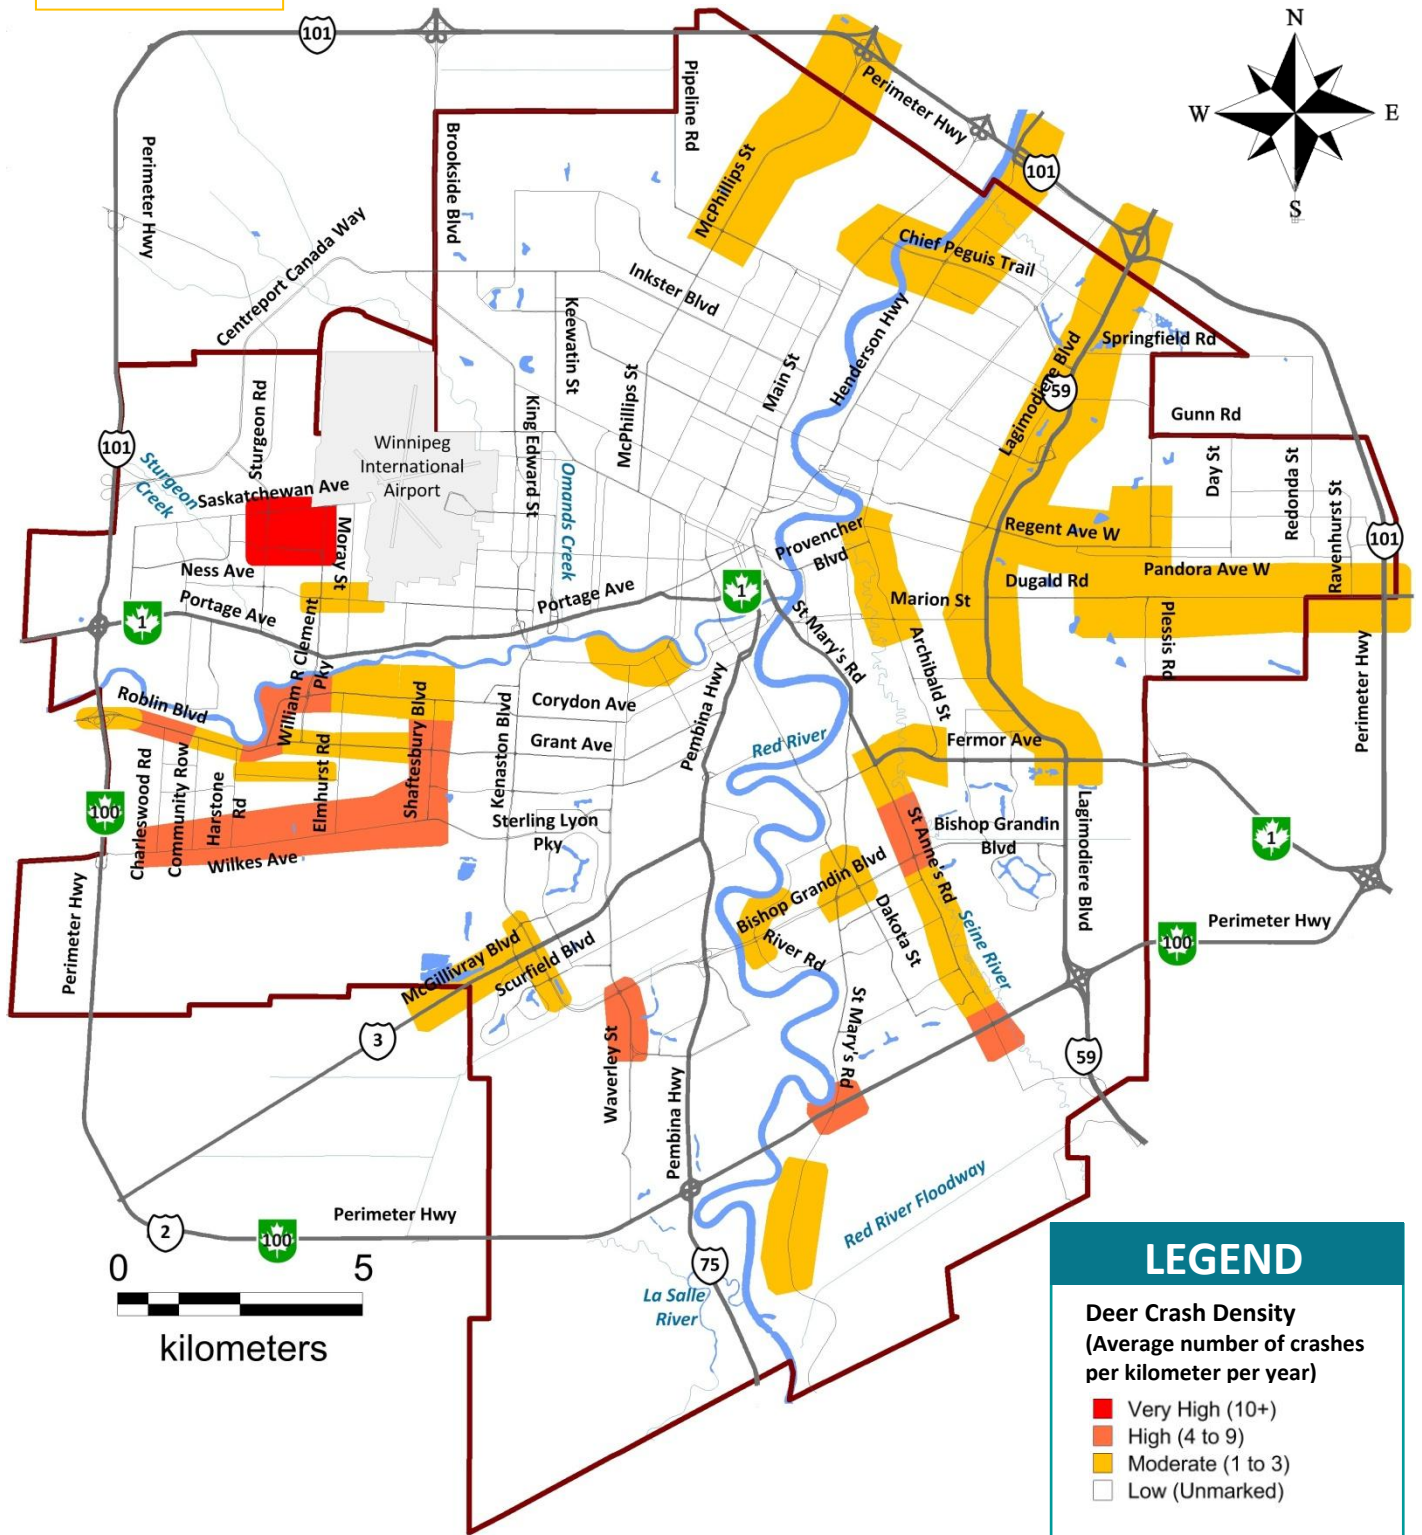 N
W
E
S
101
Perimeter Hwy
Pipeline Rd
Brookside Blvd
Perimeter Hwy
McPhillips St
101
Chief Peguis Trail
Centreport Canada Way
Inkster Blvd
Keewatin St
Henderson Hwy
Main St
Springfield Rd
Lagimodiere Blvd
59
Gunn Rd
McPhillips St
King Edward St
Sturgeon Rd
101
Sturgeon
Creek
Winnipeg
International
Airport
Omands Creek
Day St
Redonda St
Ravenhurst St
101
Saskatchewan Ave
Moray St
Ness Ave
Provencher
Blvd
Regent Ave W
Pandora Ave W
Dugald Rd
Portage Ave
Portage Ave
1
1
Marion St
St Mary's Rd
Archibald St
Plessis Rd
Perimeter Hwy
William R Clement
Pky
Roblin Blvd
Shaftesbury Blvd
Corydon Ave
Grant Ave
Kenaston Blvd
Pembina Hwy
Red River
Fermor Ave
Elmhurst Rd
Harstone
Rd
Community Row
Charleswood Rd
100
Wilkes Ave
Sterling Lyon
Pky
St Anne's Rd
Bishop Grandin
Blvd
Lagimodiere Blvd
1
Perimeter Hwy
Bishop Grandin Blvd
Dakota St
River Rd
Seine River
100
Perimeter Hwy
McGillivray Blvd
Scurfield Blvd
3
Waverley St
St Mary's Rd
59
Pembina Hwy
Red River Floodway
2
100
Perimeter Hwy
75
La Salle
River
0
5
kilometers
LEGEND
Deer Crash Density
(Average number of crashes
per kilometer per year)
Very High (10+)
High (4 to 9)
Moderate (1 to 3)
Low (Unmarked)